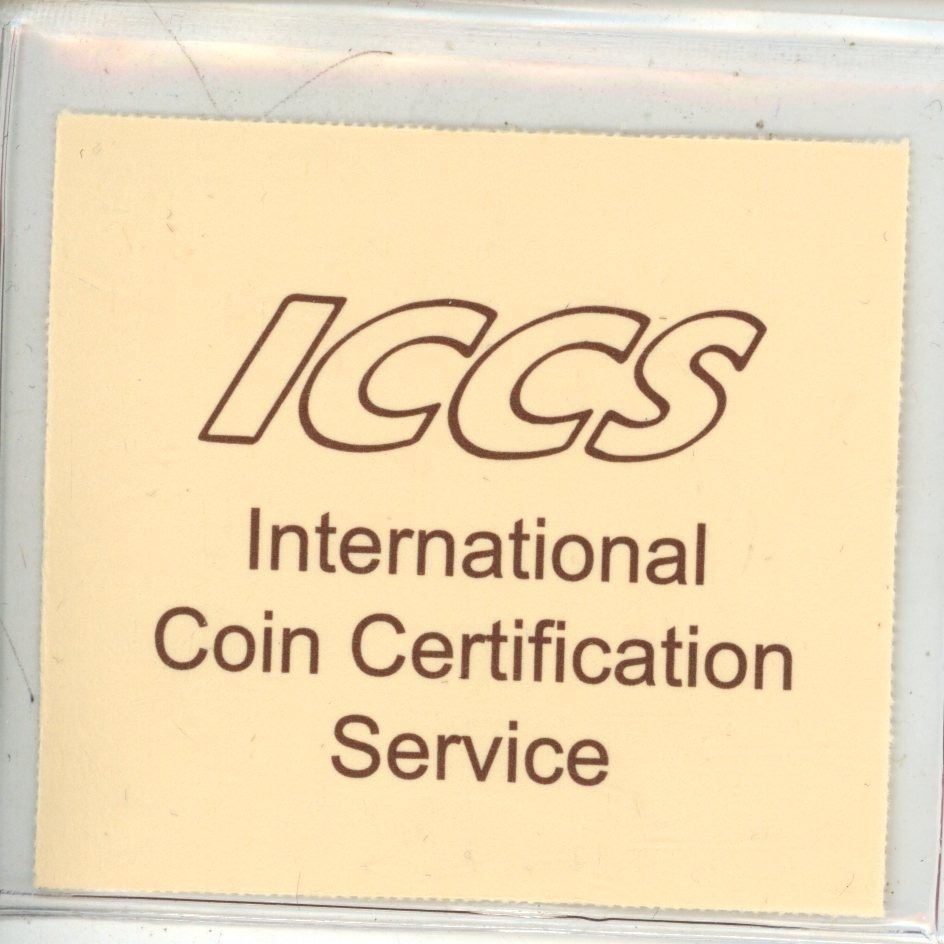 ICCS
International
Coin Certification
Service